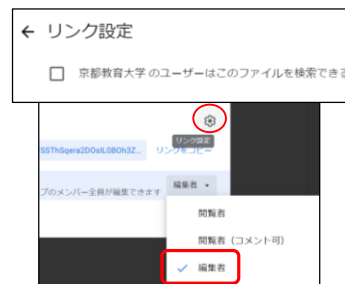 ← リンク設定
京都教育大学 のユーザーはこのファイルを検索できる
リンク設定
SSThSqera2DOsIL0BOh3Z... リンクをコピー
プのメンバー全員が編集できます 編集者
閲覧者
閲覧者（コメント可）
✓ 編集者